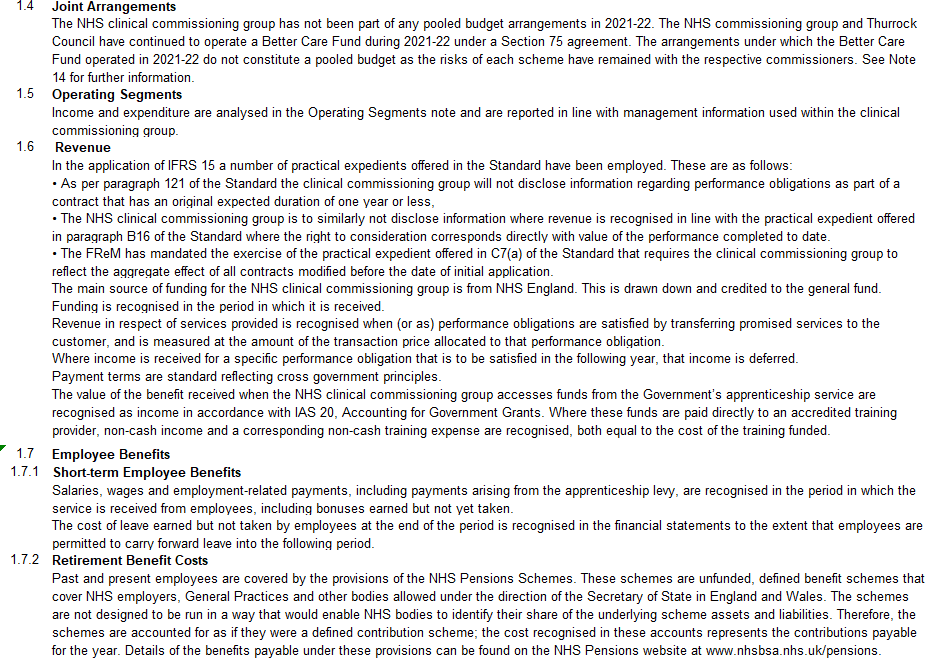 1.4 Joint Arrangements
The NHS clinical commissioning group has not been part of any pooled budget arrangements in 2021-22. The NHS commissioning group and Thurrock
Council have continued to operate a Better Care Fund during 2021-22 under a Section 75 agreement. The arrangements under which the Better Care
Fund operated in 2021-22 do not constitute a pooled budget as the risks of each scheme have remained with the respective commissioners. See Note
14 for further information.
1.5 Operating Segments
Income and expenditure are analysed in the Operating Segments note and are reported in line with management information used within the clinical
commissioning group.
1.6 Revenue
In the application of IFRS 15 a number of practical expedients offered in the Standard have been employed. These are as follows:
• As per paragraph 121 of the Standard the clinical commissioning group will not disclose information regarding performance obligations as part of a
contract that has an original expected duration of one year or less,
• The NHS clinical commissioning group is to similarly not disclose information where revenue is recognised in line with the practical expedient offered
in paragraph B16 of the Standard where the right to consideration corresponds directly with value of the performance completed to date.
• The FReM has mandated the exercise of the practical expedient offered in C7(a) of the Standard that requires the clinical commissioning group to
reflect the aggregate effect of all contracts modified before the date of initial application.
The main source of funding for the NHS clinical commissioning group is from NHS England. This is drawn down and credited to the general fund.
Funding is recognised in the period in which it is received.
Revenue in respect of services provided is recognised when (or as) performance obligations are satisfied by transferring promised services to the
customer, and is measured at the amount of the transaction price allocated to that performance obligation.
Where income is received for a specific performance obligation that is to be satisfied in the following year, that income is deferred.
Payment terms are standard reflecting cross government principles.
The value of the benefit received when the NHS clinical commissioning group accesses funds from the Government's apprenticeship service are
recognised as income in accordance with IAS 20, Accounting for Government Grants. Where these funds are paid directly to an accredited training
provider, non-cash income and a corresponding non-cash training expense are recognised, both equal to the cost of the training funded.
1.7 Employee Benefits
1.7.1 Short-term Employee Benefits
Salaries, wages and employment-related payments, including payments arising from the apprenticeship levy, are recognised in the period in which the
service is received from employees, including bonuses earned but not yet taken.
The cost of leave earned but not taken by employees at the end of the period is recognised in the financial statements to the extent that employees are
permitted to carry forward leave into the following period.
1.7.2 Retirement Benefit Costs
Past and present employees are covered by the provisions of the NHS Pensions Schemes. These schemes are unfunded, defined benefit schemes that
cover NHS employers, General Practices and other bodies allowed under the direction of the Secretary of State in England and Wales. The schemes
are not designed to be run in a way that would enable NHS bodies to identify their share of the underlying scheme assets and liabilities. Therefore, the
schemes are accounted for as if they were a defined contribution scheme; the cost recognised in these accounts represents the contributions payable
for the year. Details of the benefits payable under these provisions can be found on the NHS Pensions website at www.nhsbsa.nhs.uk/pensions.